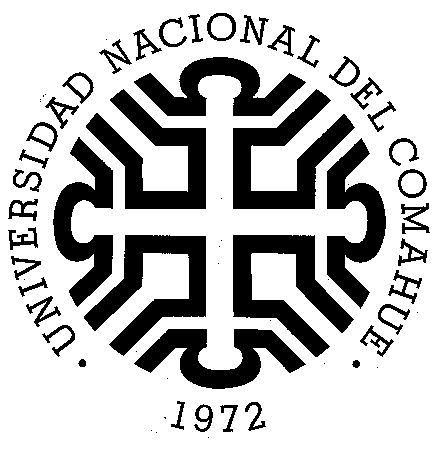 · UNIVERSIDAD NACIONAL DEL COMAHUE ·
1972